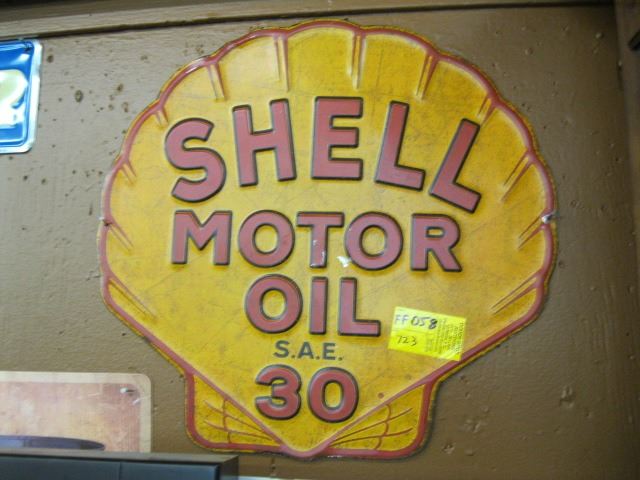 SHELL
MOTOR
OIL
S.A.E.
30
FF058
723